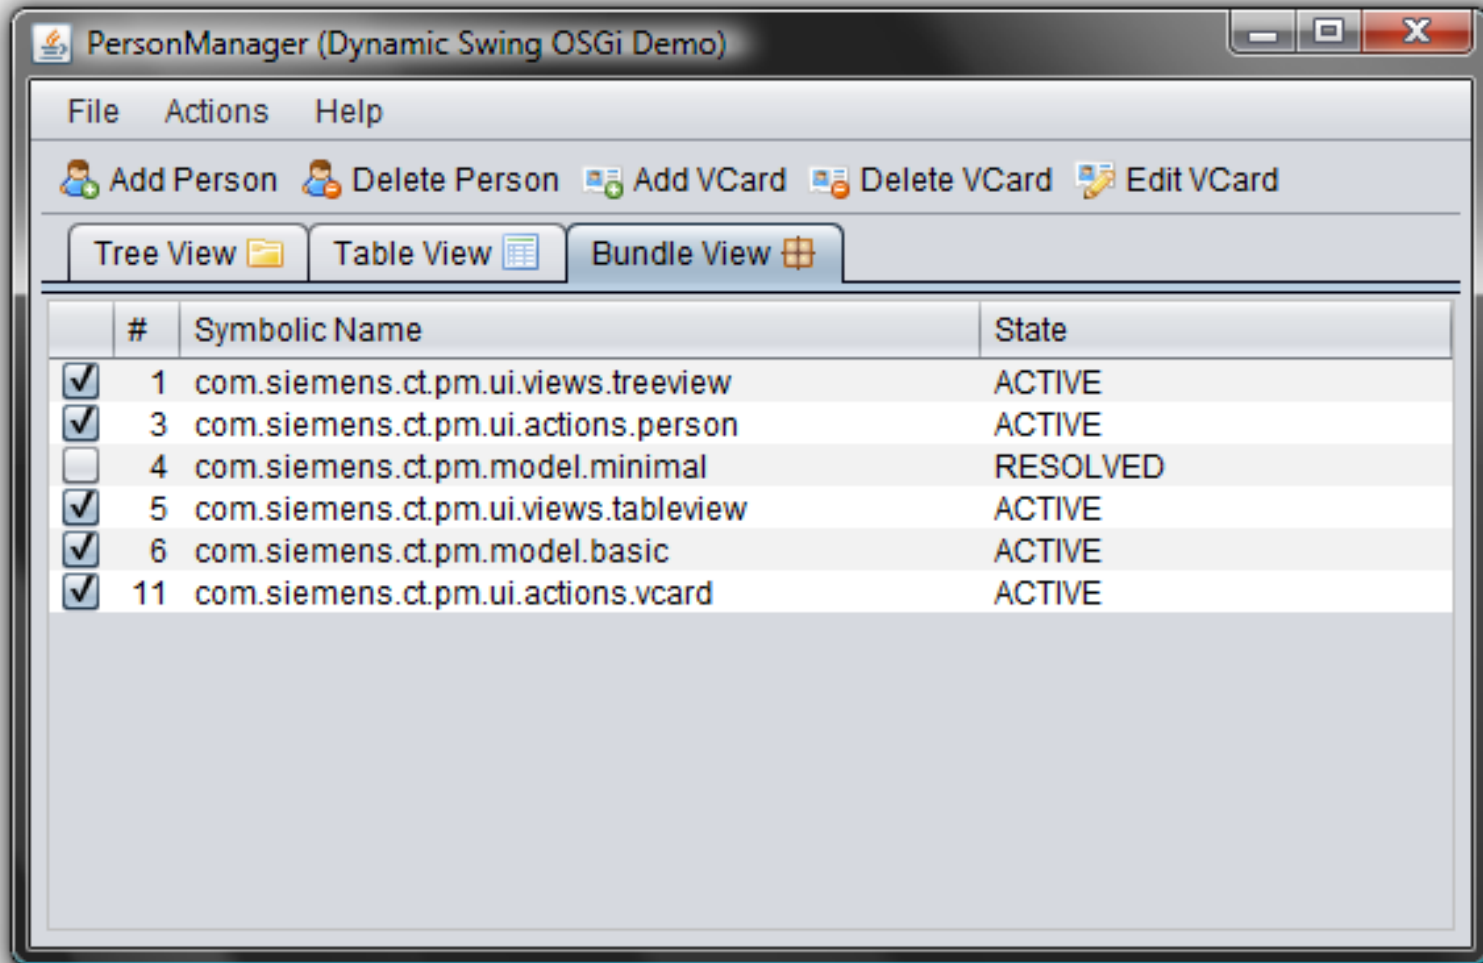 PersonManager (Dynamic Swing OSGi Demo)
File Actions Help
Add Person Delete Person Add VCard Delete VCard Edit VCard
Tree View Table View Bundle View
# Symbolic Name State
1 com.siemens.ct.pm.ui.views.treeview ACTIVE
3 com.siemens.ct.pm.ui.actions.person ACTIVE
4 com.siemens.ct.pm.model.minimal RESOLVED
5 com.siemens.ct.pm.ui.views.tableview ACTIVE
6 com.siemens.ct.pm.model.basic ACTIVE
11 com.siemens.ct.pm.ui.actions.vcard ACTIVE